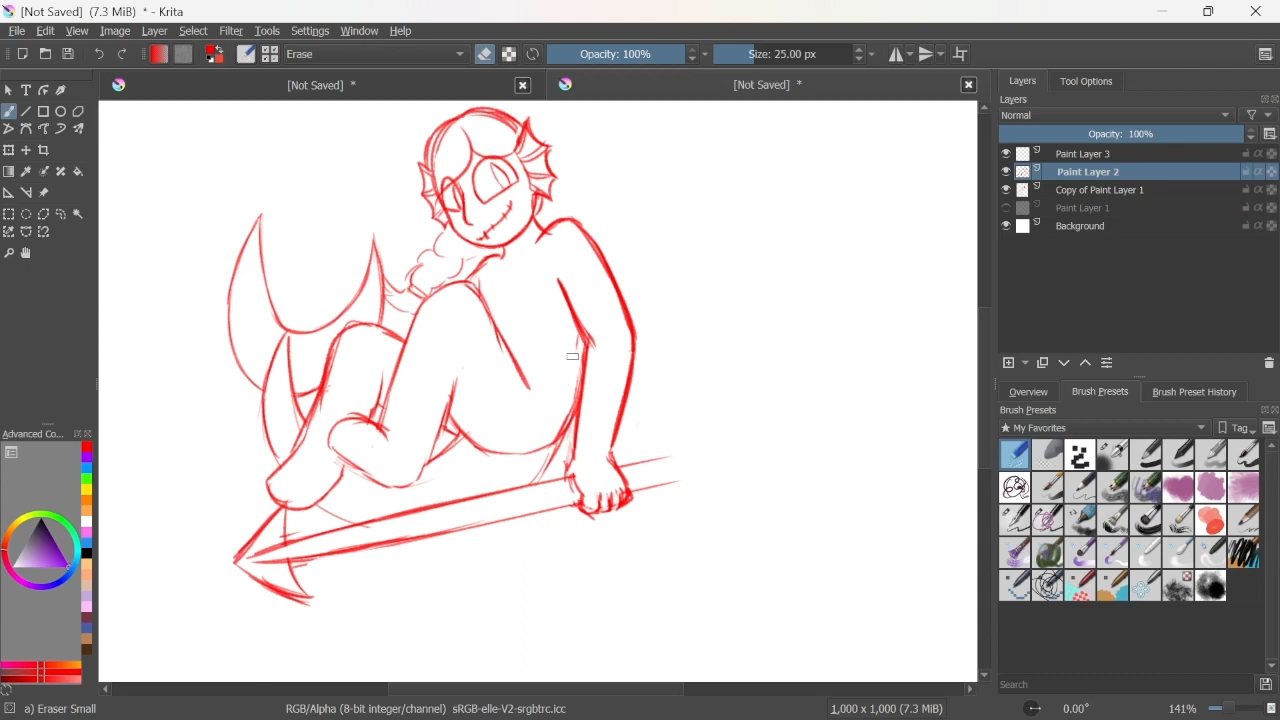 [Not Saved] (7.3 MiB) * - Krita
File Edit View Image Layer Select Filter Tools Settings Window Help
Erase Opacity: 100% Size: 25.00 px
[Not Saved] * [Not Saved] *
Layers Tool Options
Layers
Normal
Opacity: 100%
Paint Layer 3
Paint Layer 2
Copy of Paint Layer 1
Paint Layer 1
Background
Overview Brush Presets Brush Preset History
Brush Presets
★ My Favorites Tag
Advanced Co...
Search
a) Eraser Small RGB/Alpha (8-bit integer/channel) sRGB-elle-V2-srgbtrc.icc 1,000 x 1,000 (7.3 MiB) 0.00° 141%